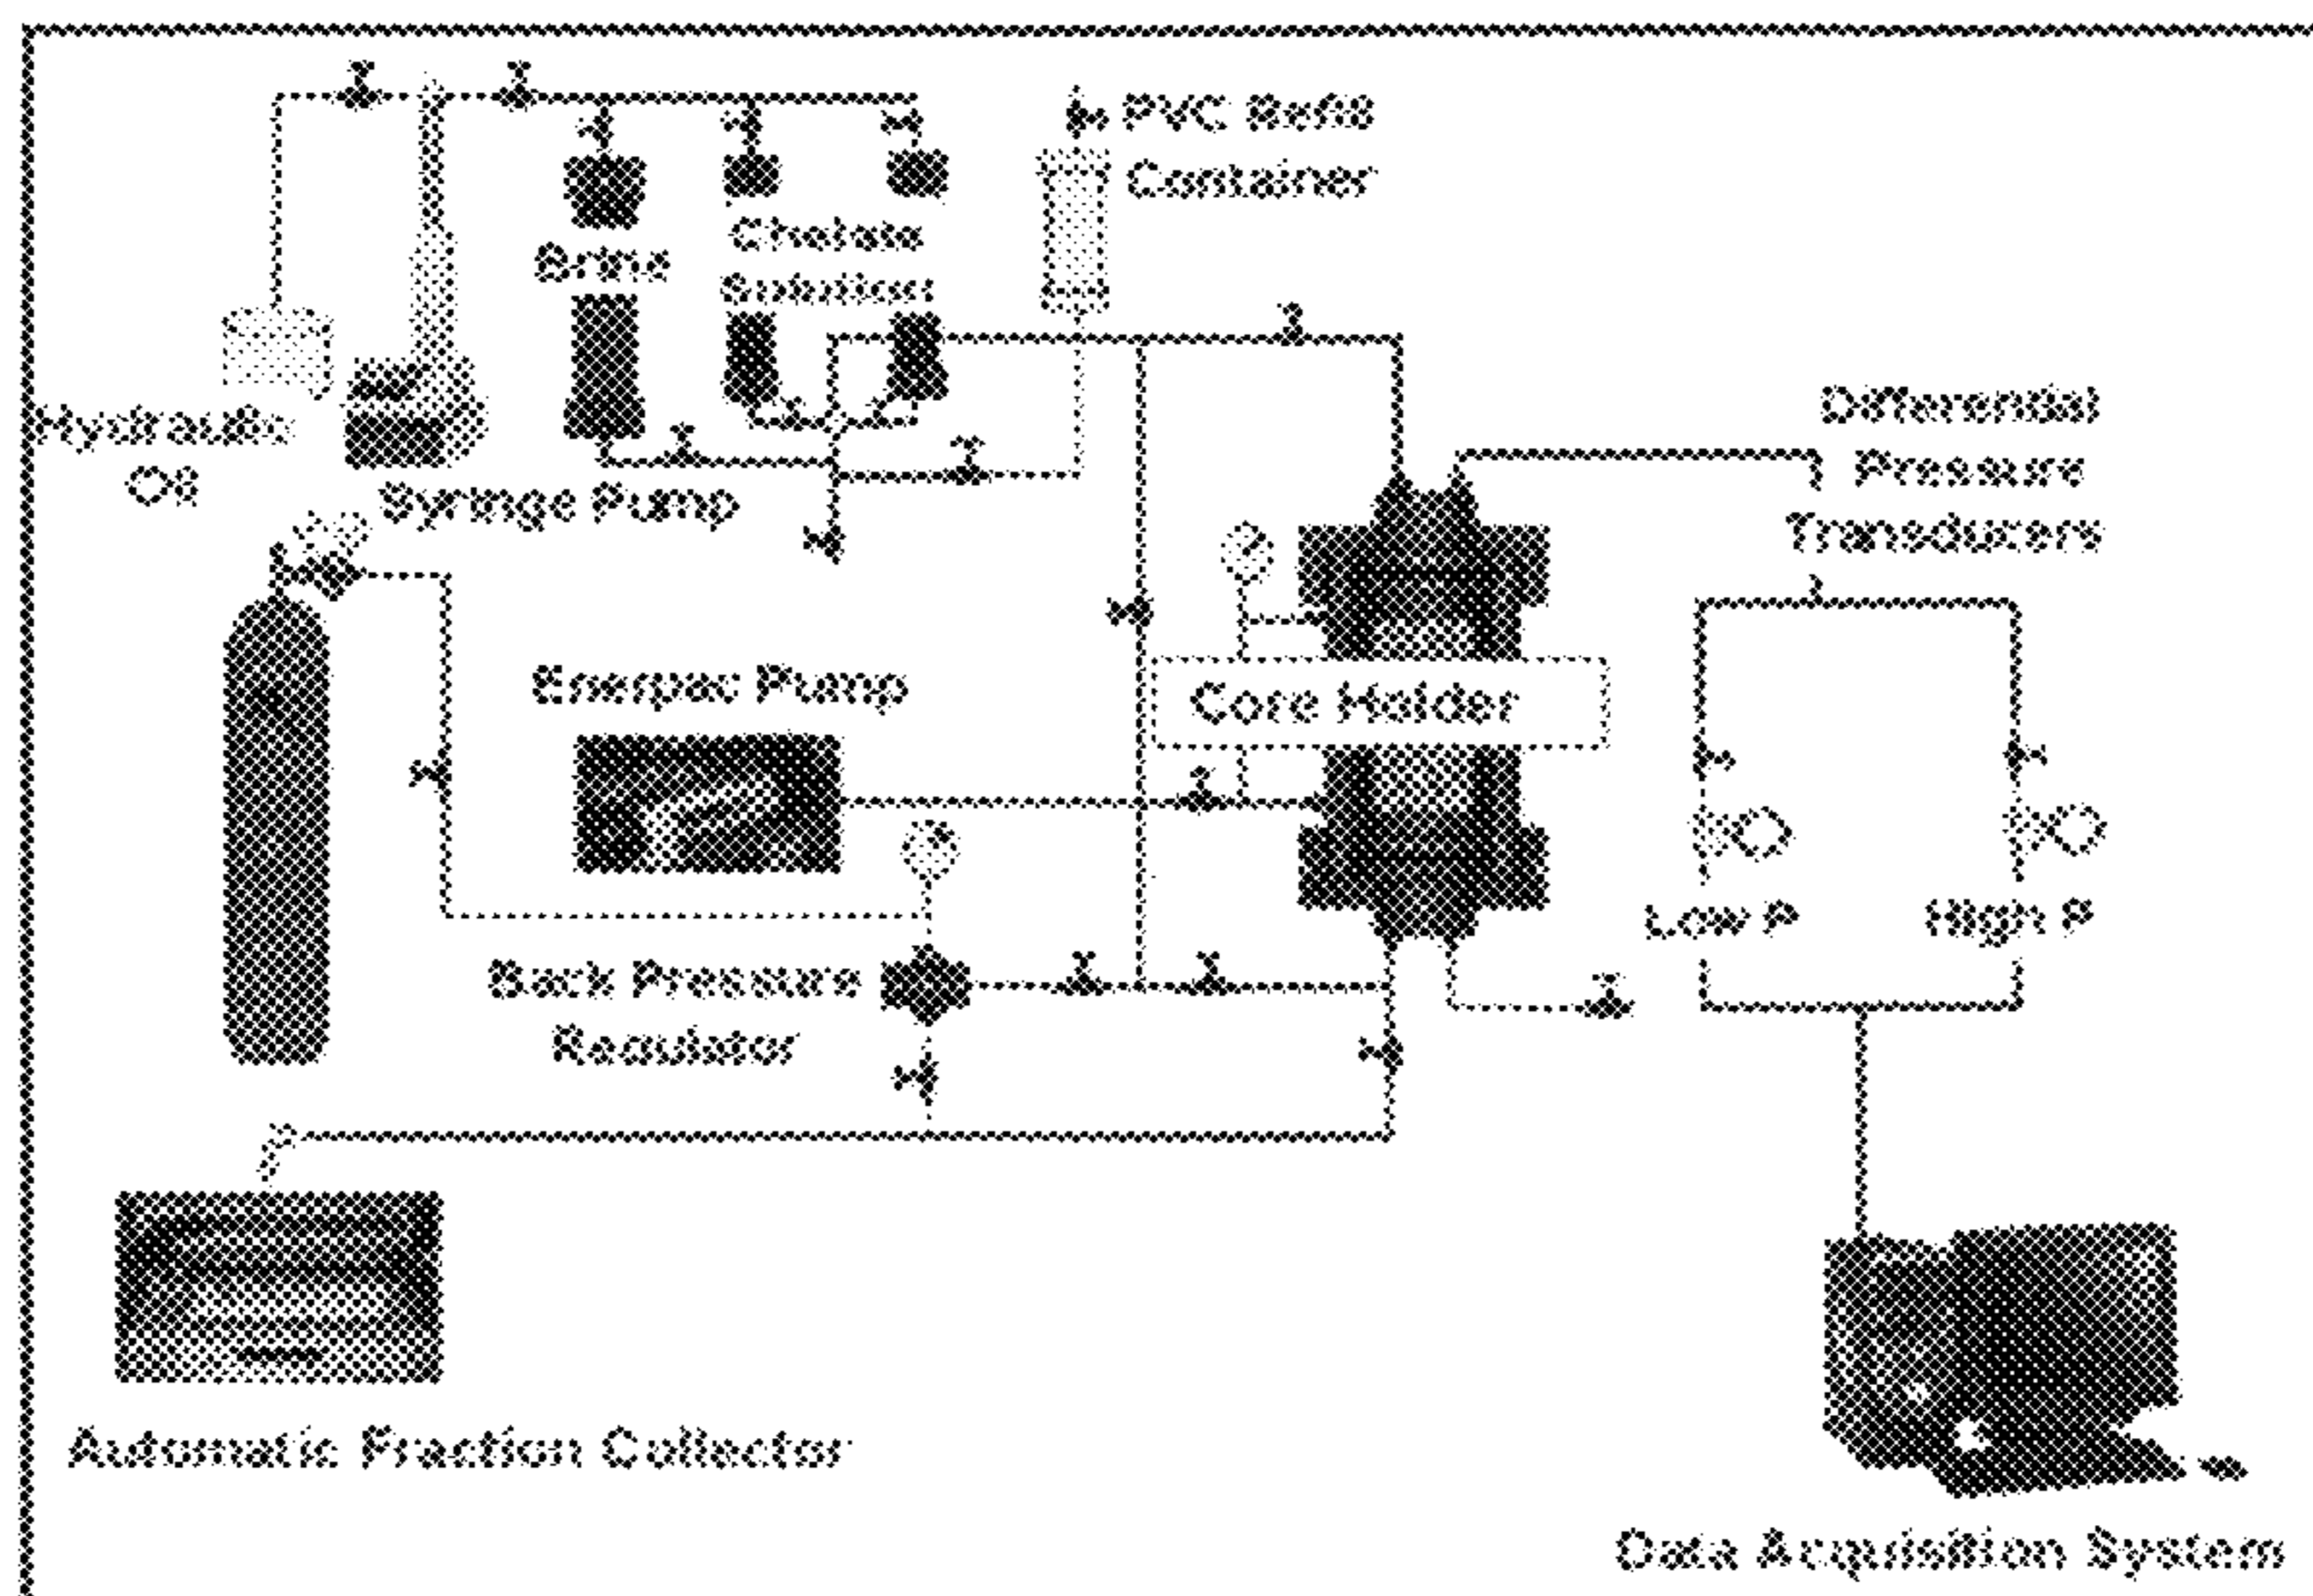 PVC Refill
Container
Chelate
Solution
Brine
Hydraulic
Oil
Syringe Pump
Differential
Pressure
Transducers
Enerpac Pump
Core Holder
Low P
High P
Back Pressure
Regulator
Automatic Fraction Collector
Data Acquisition System